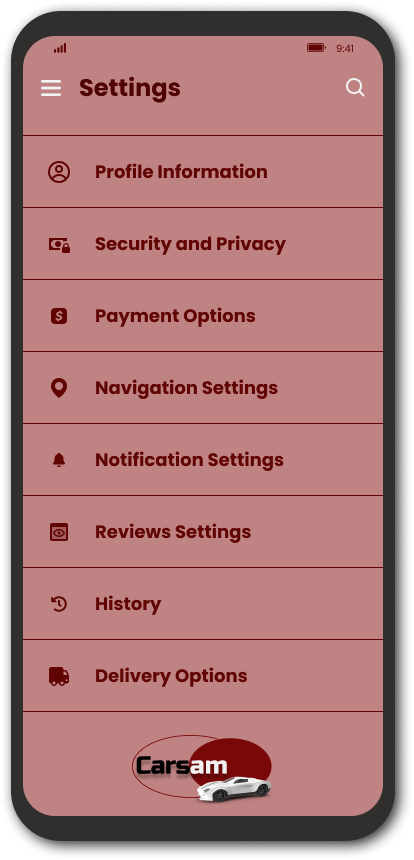 9:41
Settings
Profile Information
Security and Privacy
$
Payment Options
Navigation Settings
Notification Settings
Reviews Settings
History
Delivery Options
Carsam